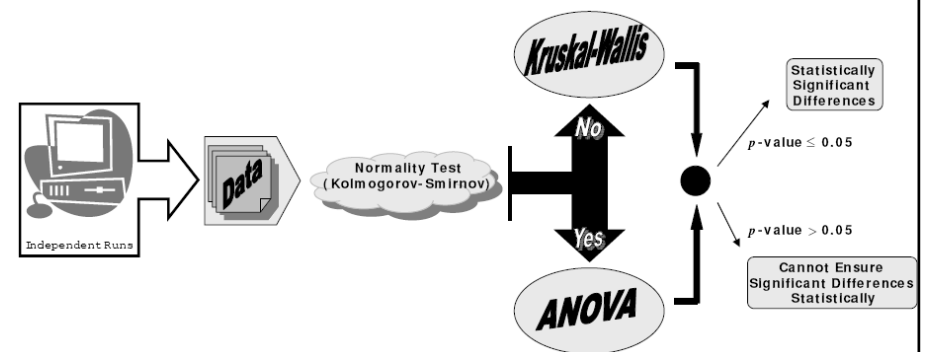 Independent Runs
Data
Normality Test
(Kolmogorov-Smirnov)
No
Yes
Kruskal-Wallis
ANOVA
Statistically
Significant
Differences
p-value ≤ 0.05
p-value > 0.05
Cannot Ensure
Significant Differences
Statistically